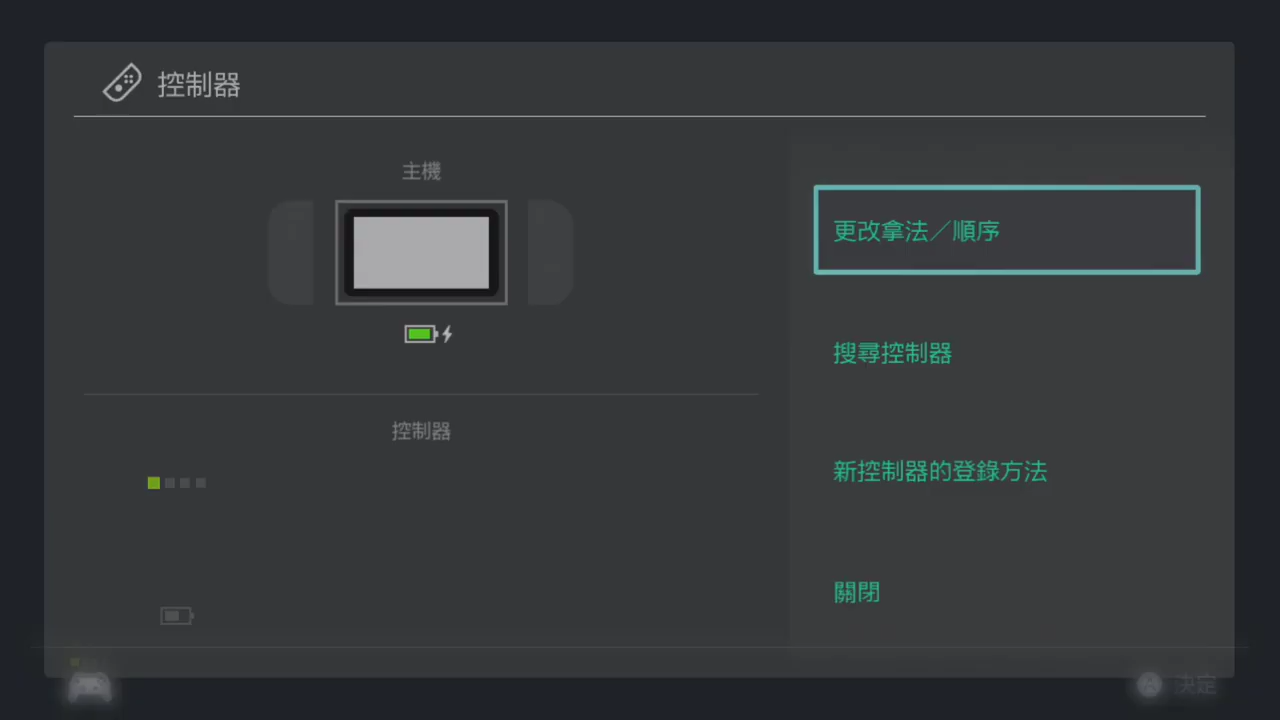 控制器
主機
更改拿法／順序
搜尋控制器
控制器
新控制器的登錄方法
關閉
A 決定